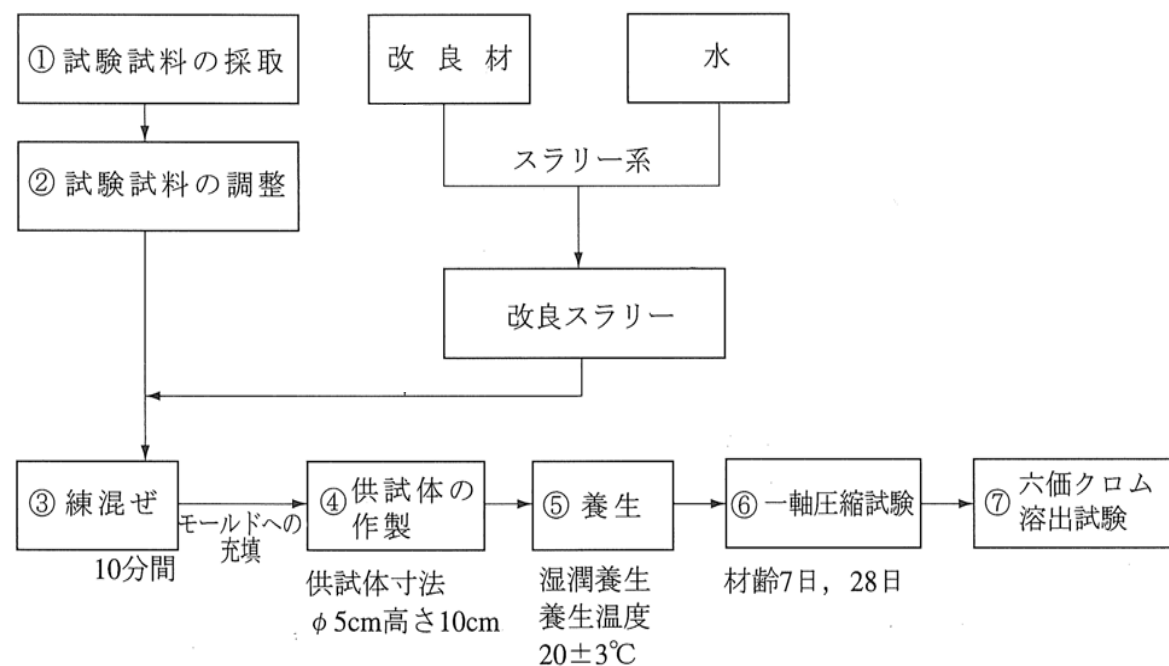 ①試験試料の採取
改良材
水
②試験試料の調整
スラリー系
改良スラリー
③練混ぜ
10分間
モールドへの
充填
④供試体の
作製
供試体寸法
φ5cm高さ10cm
⑤養生
湿潤養生
養生温度
20±3℃
⑥一軸圧縮試験
材齢7日，28日
⑦六価クロム
溶出試験